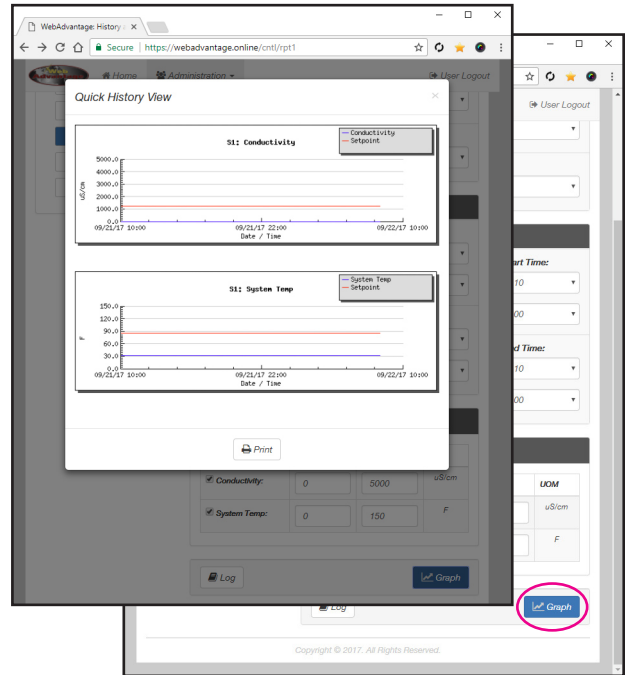 WebAdvantage: History
Secure | https://webadvantage.online/cntl/rpt1
Home Administration User Logout
Quick History View ×
S1: Conductivity
Conductivity
Setpoint
5000.0
4000.0
3000.0
2000.0
1000.0
0.0
uS/cm
09/21/17 10:00 09/21/17 22:00 09/22/17 10:00
Date / Time
S1: System Temp
System Temp
Setpoint
150.0
120.0
90.0
60.0
30.0
0.0
F
09/21/17 10:00 09/21/17 22:00 09/22/17 10:00
Date / Time
Print
Conductivity: 0 5000 uS/cm
System Temp: 0 150 F
Log Graph
User Logout
art Time:
10
00
d Time:
10
00
UOM
uS/cm
F
Log Graph
Copyright © 2017. All Rights Reserved.